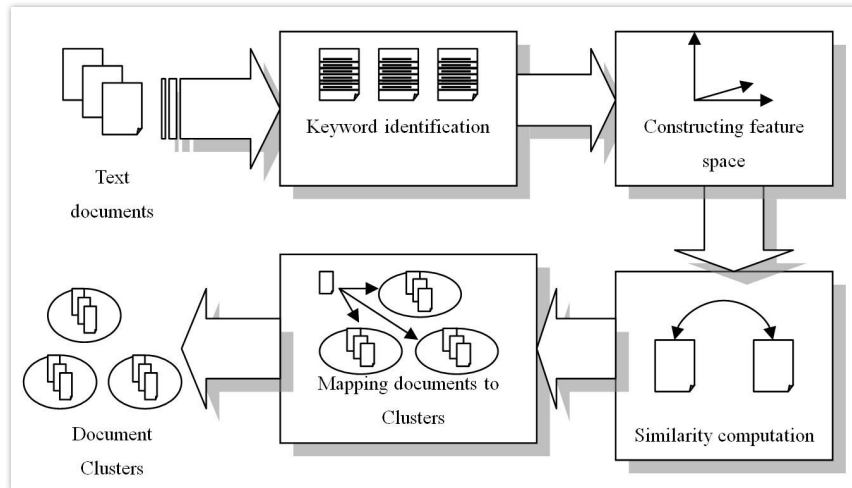 Text
documents
Keyword identification
Constructing feature
space
Similarity computation
Mapping documents to
Clusters
Document
Clusters